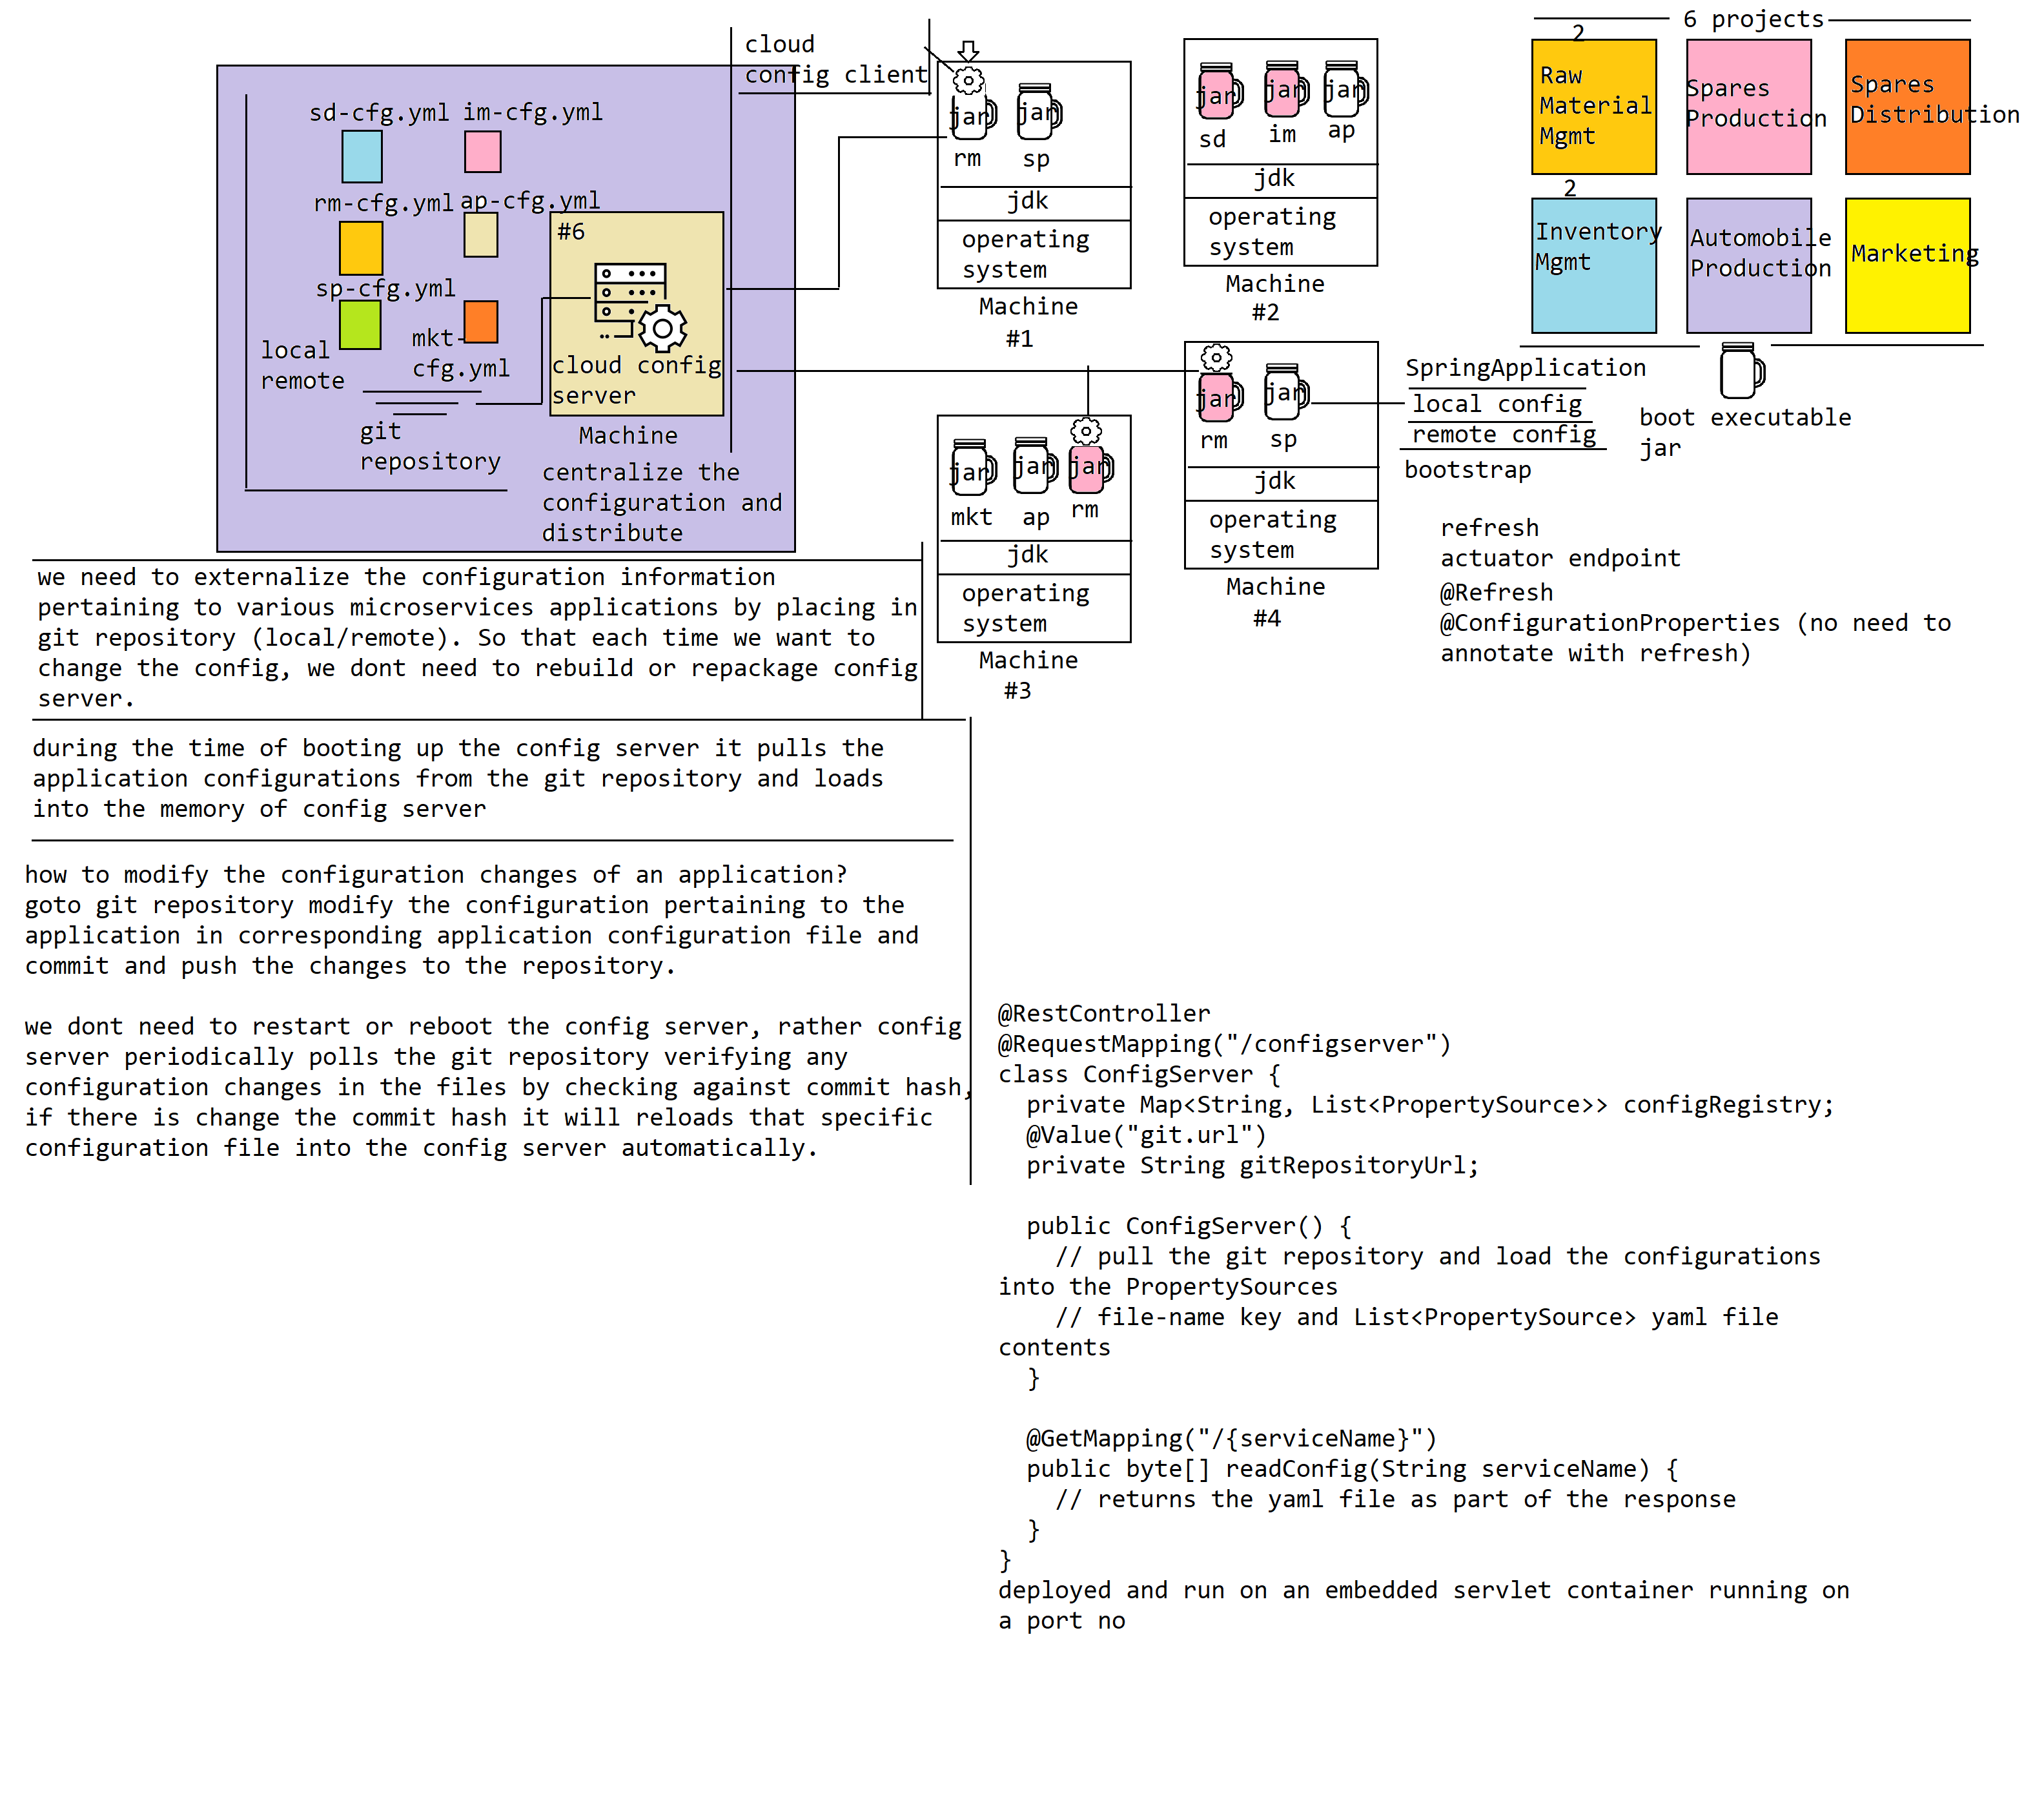 cloud
config client
sd-cfg.yml im-cfg.yml
rm-cfg.yml ap-cfg.yml
#6
sp-cfg.yml
local
remote
mkt-
cfg.yml
cloud config
server
git
repository
Machine
centralize the
configuration and
distribute
jar
jar
rm
sp
jdk
operating
system
Machine
#1
jar
jar
jar
sd
im
ap
jdk
operating
system
Machine
#2
jar
jar
jar
mkt
ap
rm
jdk
operating
system
Machine
#3
jar
jar
rm
sp
jdk
operating
system
Machine
#4
6 projects
2
Raw
Material
Mgmt
Spares
Production
Spares
Distribution
2
Inventory
Mgmt
Automobile
Production
Marketing
SpringApplication
local config
remote config
bootstrap
boot executable
jar
refresh
actuator endpoint
@Refresh
@ConfigurationProperties (no need to
annotate with refresh)
we need to externalize the configuration information
pertaining to various microservices applications by placing in
git repository (local/remote). So that each time we want to
change the config, we dont need to rebuild or repackage config
server.
during the time of booting up the config server it pulls the
application configurations from the git repository and loads
into the memory of config server
how to modify the configuration changes of an application?
goto git repository modify the configuration pertaining to the
application in corresponding application configuration file and
commit and push the changes to the repository.
we dont need to restart or reboot the config server, rather config
server periodically polls the git repository verifying any
configuration changes in the files by checking against commit hash,
if there is change the commit hash it will reloads that specific
configuration file into the config server automatically.
@RestController
@RequestMapping("/configserver")
class ConfigServer {
private Map<String, List<PropertySource>> configRegistry;
@Value("git.url")
private String gitRepositoryUrl;
public ConfigServer() {
// pull the git repository and load the configurations
into the PropertySources
// file-name key and List<PropertySource> yaml file
contents
}
@GetMapping("/{serviceName}")
public byte[] readConfig(String serviceName) {
// returns the yaml file as part of the response
}
}
deployed and run on an embedded servlet container running on
a port no